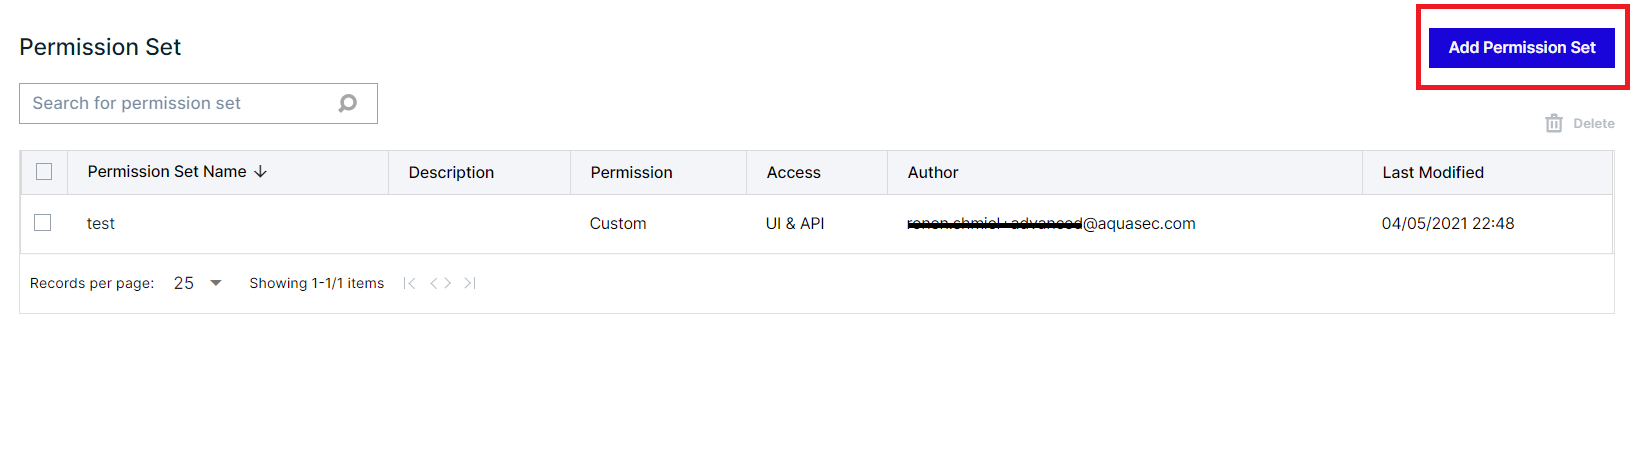 Permission Set
Add Permission Set
Search for permission set
Delete
Permission Set Name Description Permission Access Author Last Modified
test Custom UI & API @aquasec.com 04/05/2021 22:48
Records per page: 25 Showing 1-1/1 items